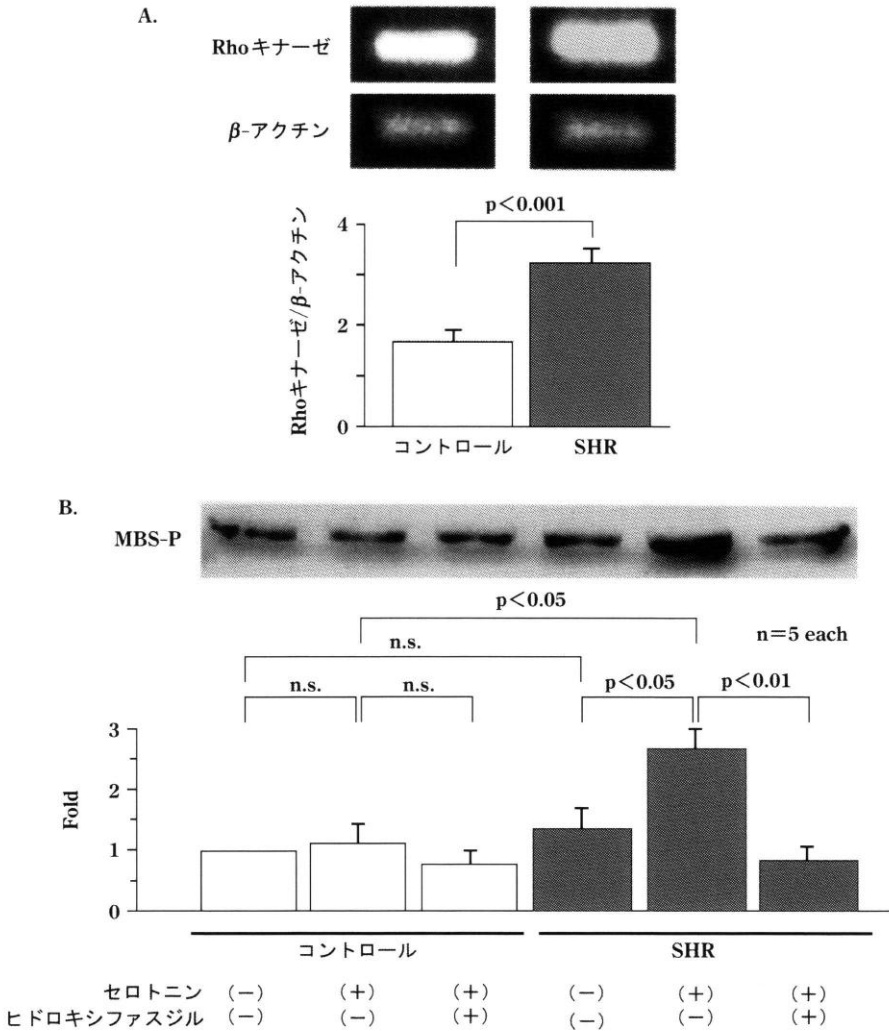 A.
Rhoキナーゼ
β-アクチン
p<0.001
Rhoキナーゼ/β-アクチン
4
2
0
コントロール SHR
B.
MBS-P
p<0.05
n=5 each
n.s.
n.s. n.s. p<0.05 p<0.01
Fold
3
2
1
0
コントロール SHR
セロトニン (−) (+) (+) (−) (+) (+)
ヒドロキシファスジル (−) (−) (+) (−) (−) (+)